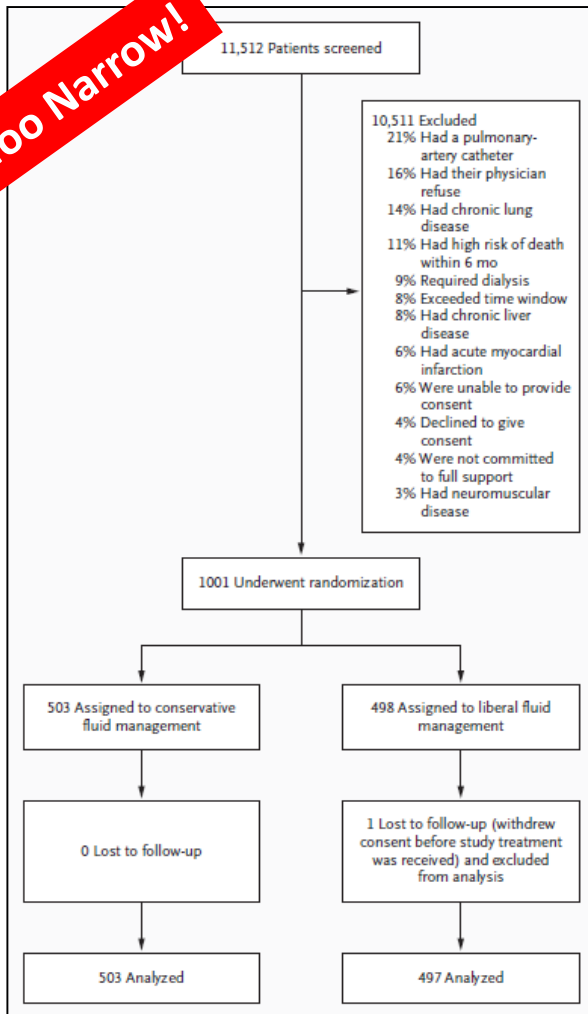 Too Narrow!
11,512 Patients screened
10,511 Excluded
21% Had a pulmonary-
artery catheter
16% Had their physician
refuse
14% Had chronic lung
disease
11% Had high risk of death
within 6 mo
9% Required dialysis
8% Exceeded time window
8% Had chronic liver
disease
6% Had acute myocardial
infarction
6% Were unable to provide
consent
4% Declined to give
consent
4% Were not committed
to full support
3% Had neuromuscular
disease
1001 Underwent randomization
503 Assigned to conservative
fluid management
498 Assigned to liberal fluid
management
0 Lost to follow-up
1 Lost to follow-up (withdrew
consent before study treatment
was received) and excluded
from analysis
503 Analyzed
497 Analyzed